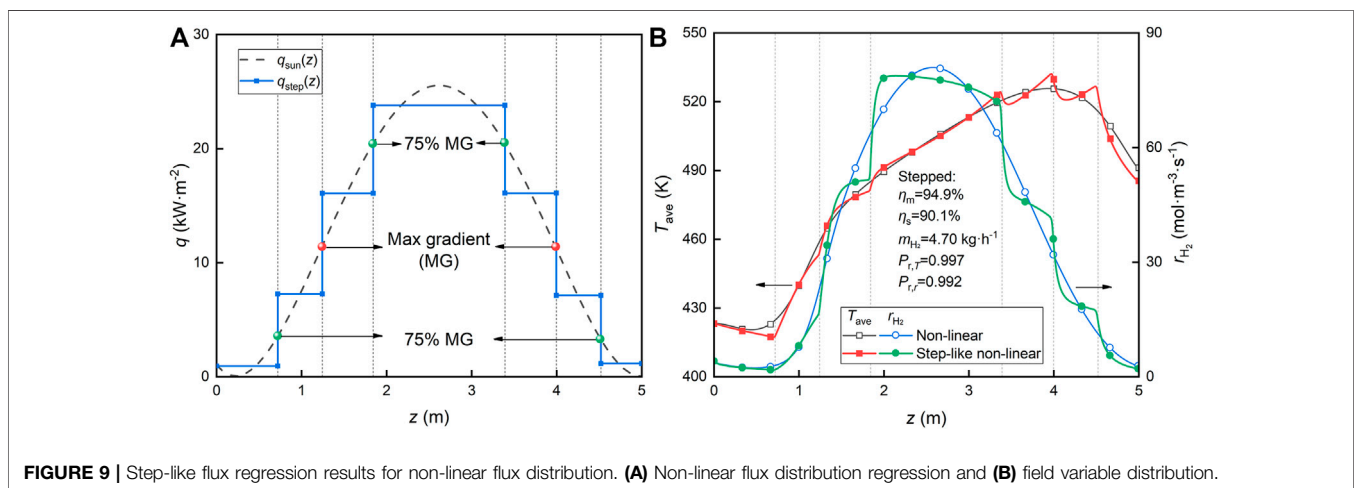 A
q_sun(z)
q_step(z)
75% MG
Max gradient
(MG)
75% MG
q (kW·m⁻²)
30
20
10
0
0 1 2 3 4 5
z (m)
B
Stepped:
η_m=94.9%
η_s=90.1%
m_H₂=4.70 kg·h⁻¹
P_r,T=0.997
P_r,r=0.992
T_ave r_H₂
Non-linear
Step-like non-linear
T_ave (K)
550
520
490
460
430
400
0 1 2 3 4 5
z (m)
90
60
30
0
r_H₂ (mol·m⁻³·s⁻¹)
FIGURE 9 | Step-like flux regression results for non-linear flux distribution. (A) Non-linear flux distribution regression and (B) field variable distribution.